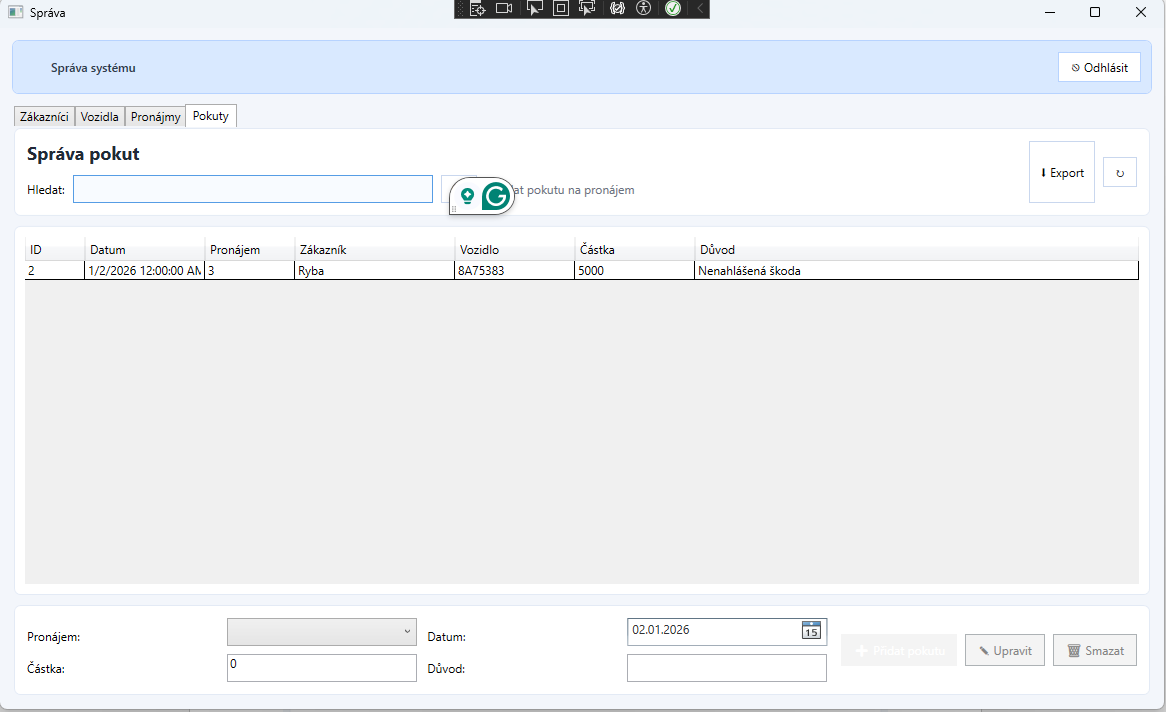 Správa
Správa systému
Odhlásit
Zákazníci Vozidla Pronájmy Pokuty
Správa pokut
Export
Hledat:
pokutu na pronájem
ID Datum Pronájem Zákazník Vozidlo Částka Důvod
2 1/2/2026 12:00:00 AM 3 Ryba 8A75383 5000 Nenahlášená škoda
Pronájem: Datum: 02.01.2026 15
Přidat pokutu Upravit Smazat
Částka: 0 Důvod: